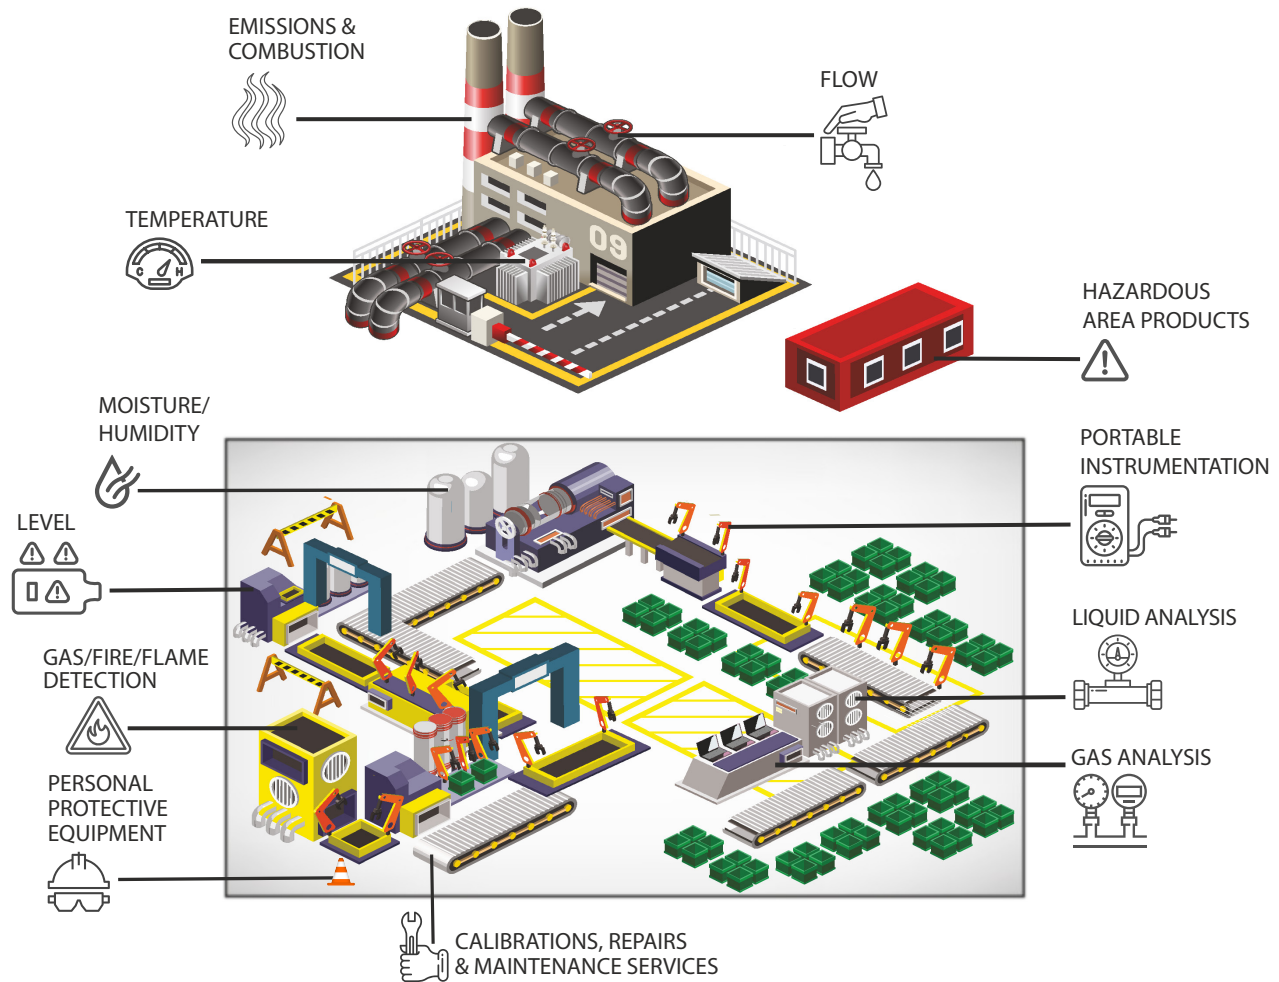 EMISSIONS &
COMBUSTION
FLOW
TEMPERATURE
C H
09
HAZARDOUS
AREA PRODUCTS
MOISTURE/
HUMIDITY
PORTABLE
INSTRUMENTATION
LEVEL
LIQUID ANALYSIS
GAS/FIRE/FLAME
DETECTION
GAS ANALYSIS
PERSONAL
PROTECTIVE
EQUIPMENT
CALIBRATIONS, REPAIRS
& MAINTENANCE SERVICES